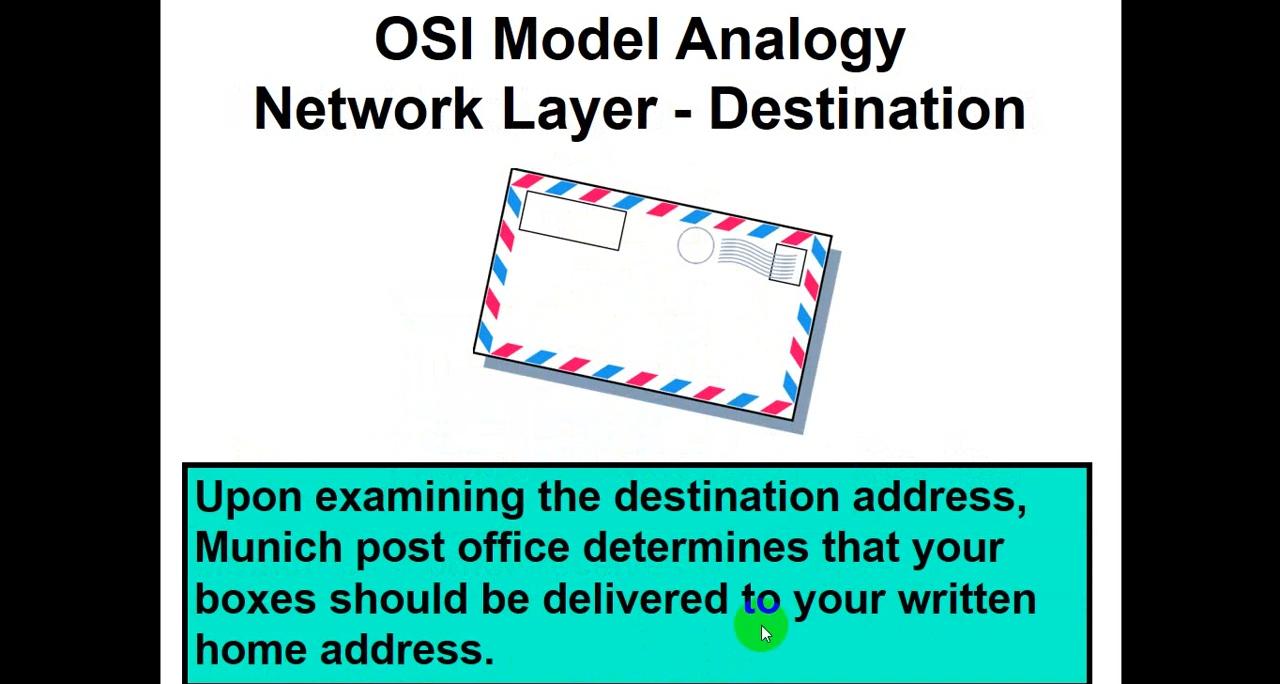 OSI Model Analogy
Network Layer - Destination
Upon examining the destination address,
Munich post office determines that your
boxes should be delivered to your written
home address.